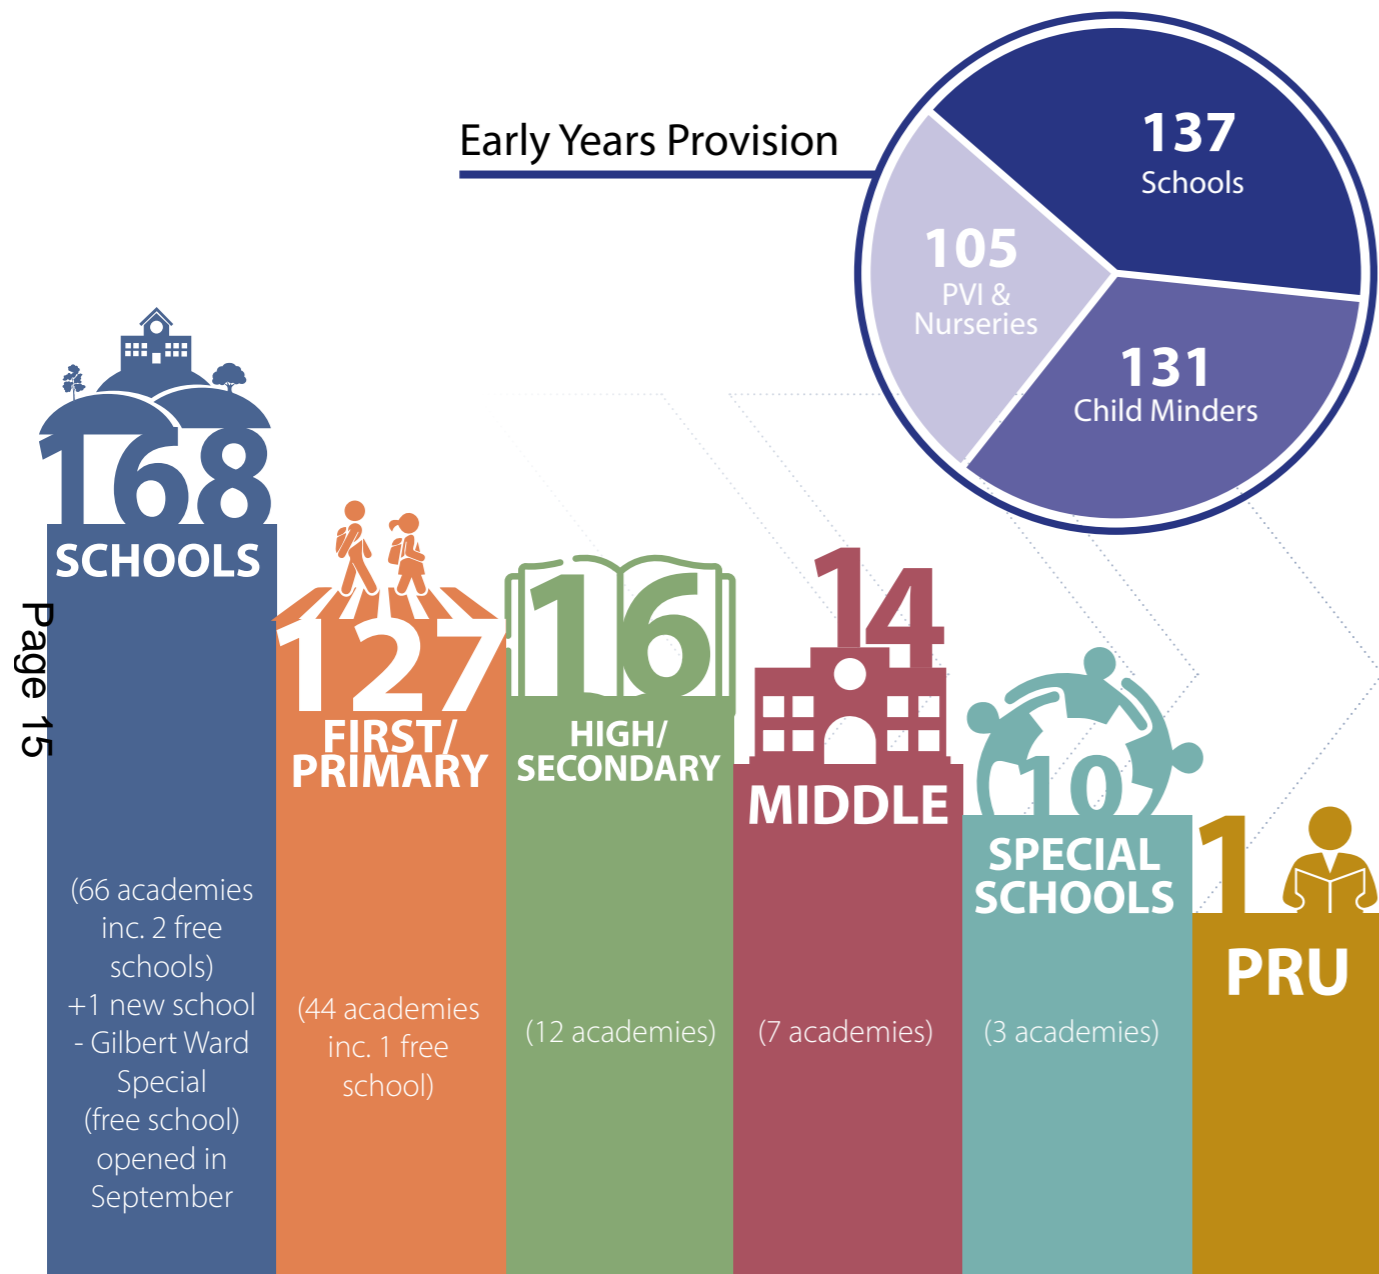 Early Years Provision
137
Schools
105
PVI &
Nurseries
131
Child Minders
168
SCHOOLS
(66 academies
inc. 2 free
schools)
+1 new school
- Gilbert Ward
Special
(free school)
opened in
September
127
FIRST/
PRIMARY
(44 academies
inc. 1 free
school)
16
HIGH/
SECONDARY
(12 academies)
14
MIDDLE
(7 academies)
10
SPECIAL
SCHOOLS
(3 academies)
1
PRU
Page 15